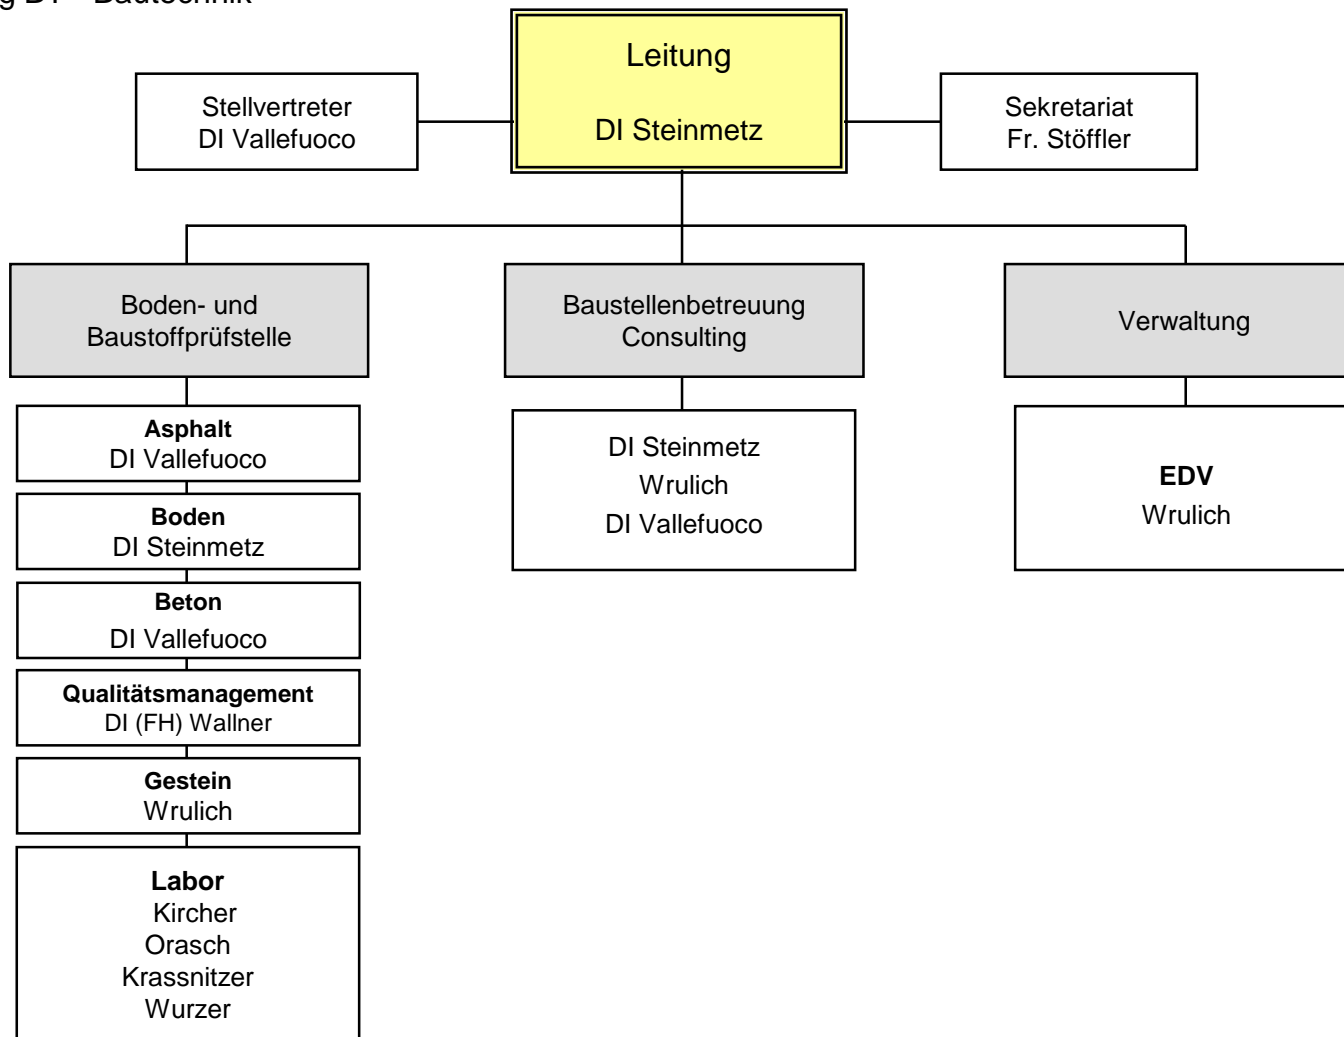 Bautechnik
Leitung
DI Steinmetz
Stellvertreter
DI Vallefuoco
Sekretariat
Fr. Stöffler
Boden- und
Baustoffprüfstelle
Baustellenbetreuung
Consulting
Verwaltung
Asphalt
DI Vallefuoco
Boden
DI Steinmetz
Beton
DI Vallefuoco
Qualitätsmanagement
DI (FH) Wallner
Gestein
Wrulich
Labor
Kircher
Orasch
Krassnitzer
Wurzer
DI Steinmetz
Wrulich
DI Vallefuoco
EDV
Wrulich